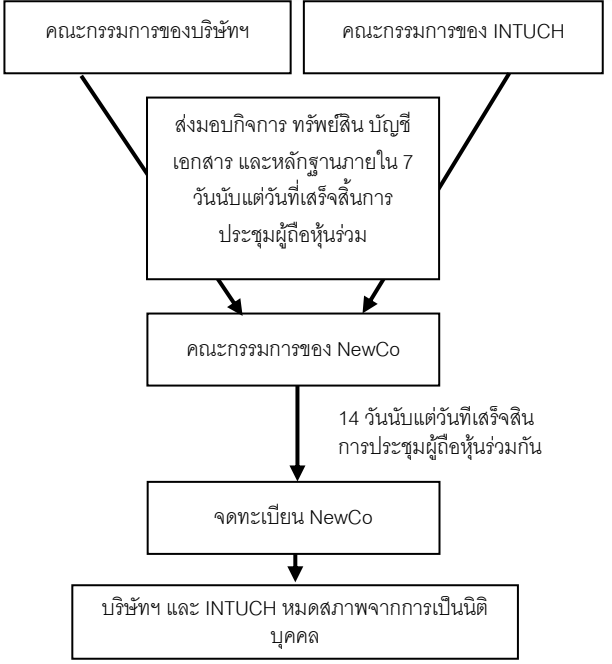 คณะกรรมการของบริษัทฯ
คณะกรรมการของ INTUCH
ส่งมอบกิจการ ทรัพย์สิน บัญชี
เอกสาร และหลักฐานภายใน 7
วันนับแต่วันที่เสร็จสิ้นการ
ประชุมผู้ถือหุ้นร่วม
คณะกรรมการของ NewCo
14 วันนับแต่วันทีเสร็จสิน
การประชุมผู้ถือหุ้นร่วมกัน
จดทะเบียน NewCo
บริษัทฯ และ INTUCH หมดสภาพจากการเป็นนิติ
บุคคล